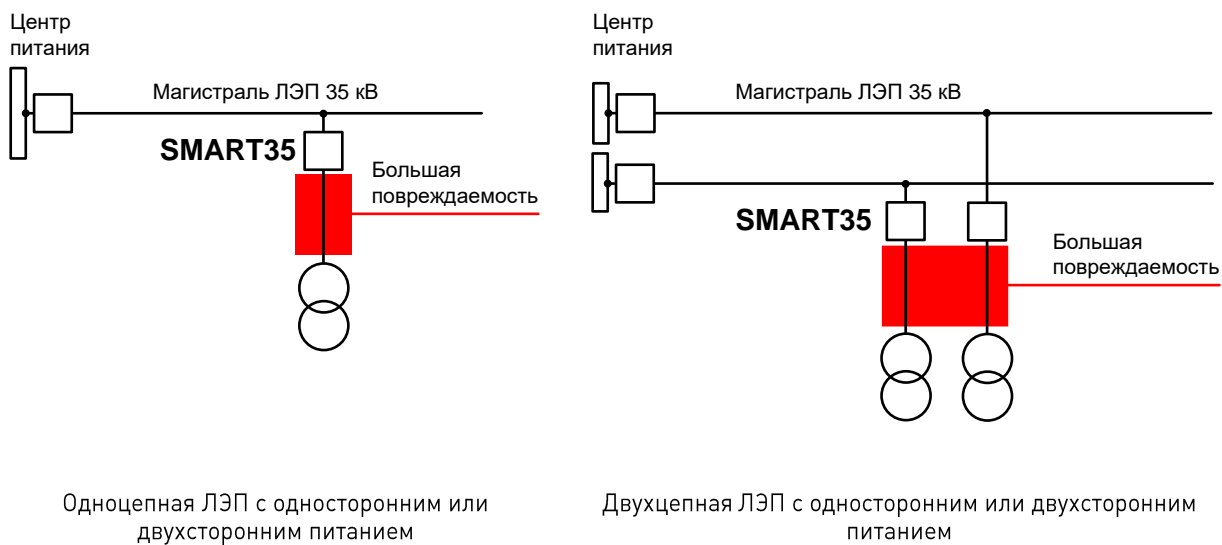 Центр
питания
Магистраль ЛЭП 35 кВ
SMART35
Большая
повреждаемость
Одноцепная ЛЭП с односторонним или
двухсторонним питанием
Центр
питания
Магистраль ЛЭП 35 кВ
SMART35
Большая
повреждаемость
Двухцепная ЛЭП с односторонним или двухсторонним
питанием